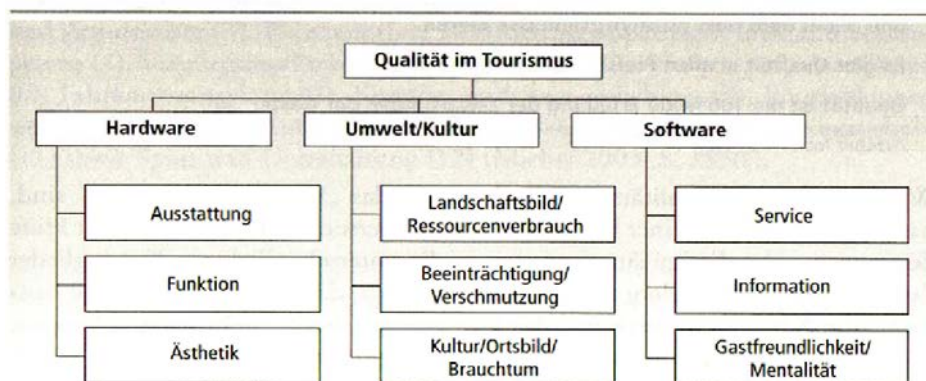 Qualität im Tourismus
Hardware
Umwelt/Kultur
Software
Ausstattung
Landschaftsbild/
Ressourcenverbrauch
Service
Funktion
Beeinträchtigung/
Verschmutzung
Information
Ästhetik
Kultur/Ortsbild/
Brauchtum
Gastfreundlichkeit/
Mentalität